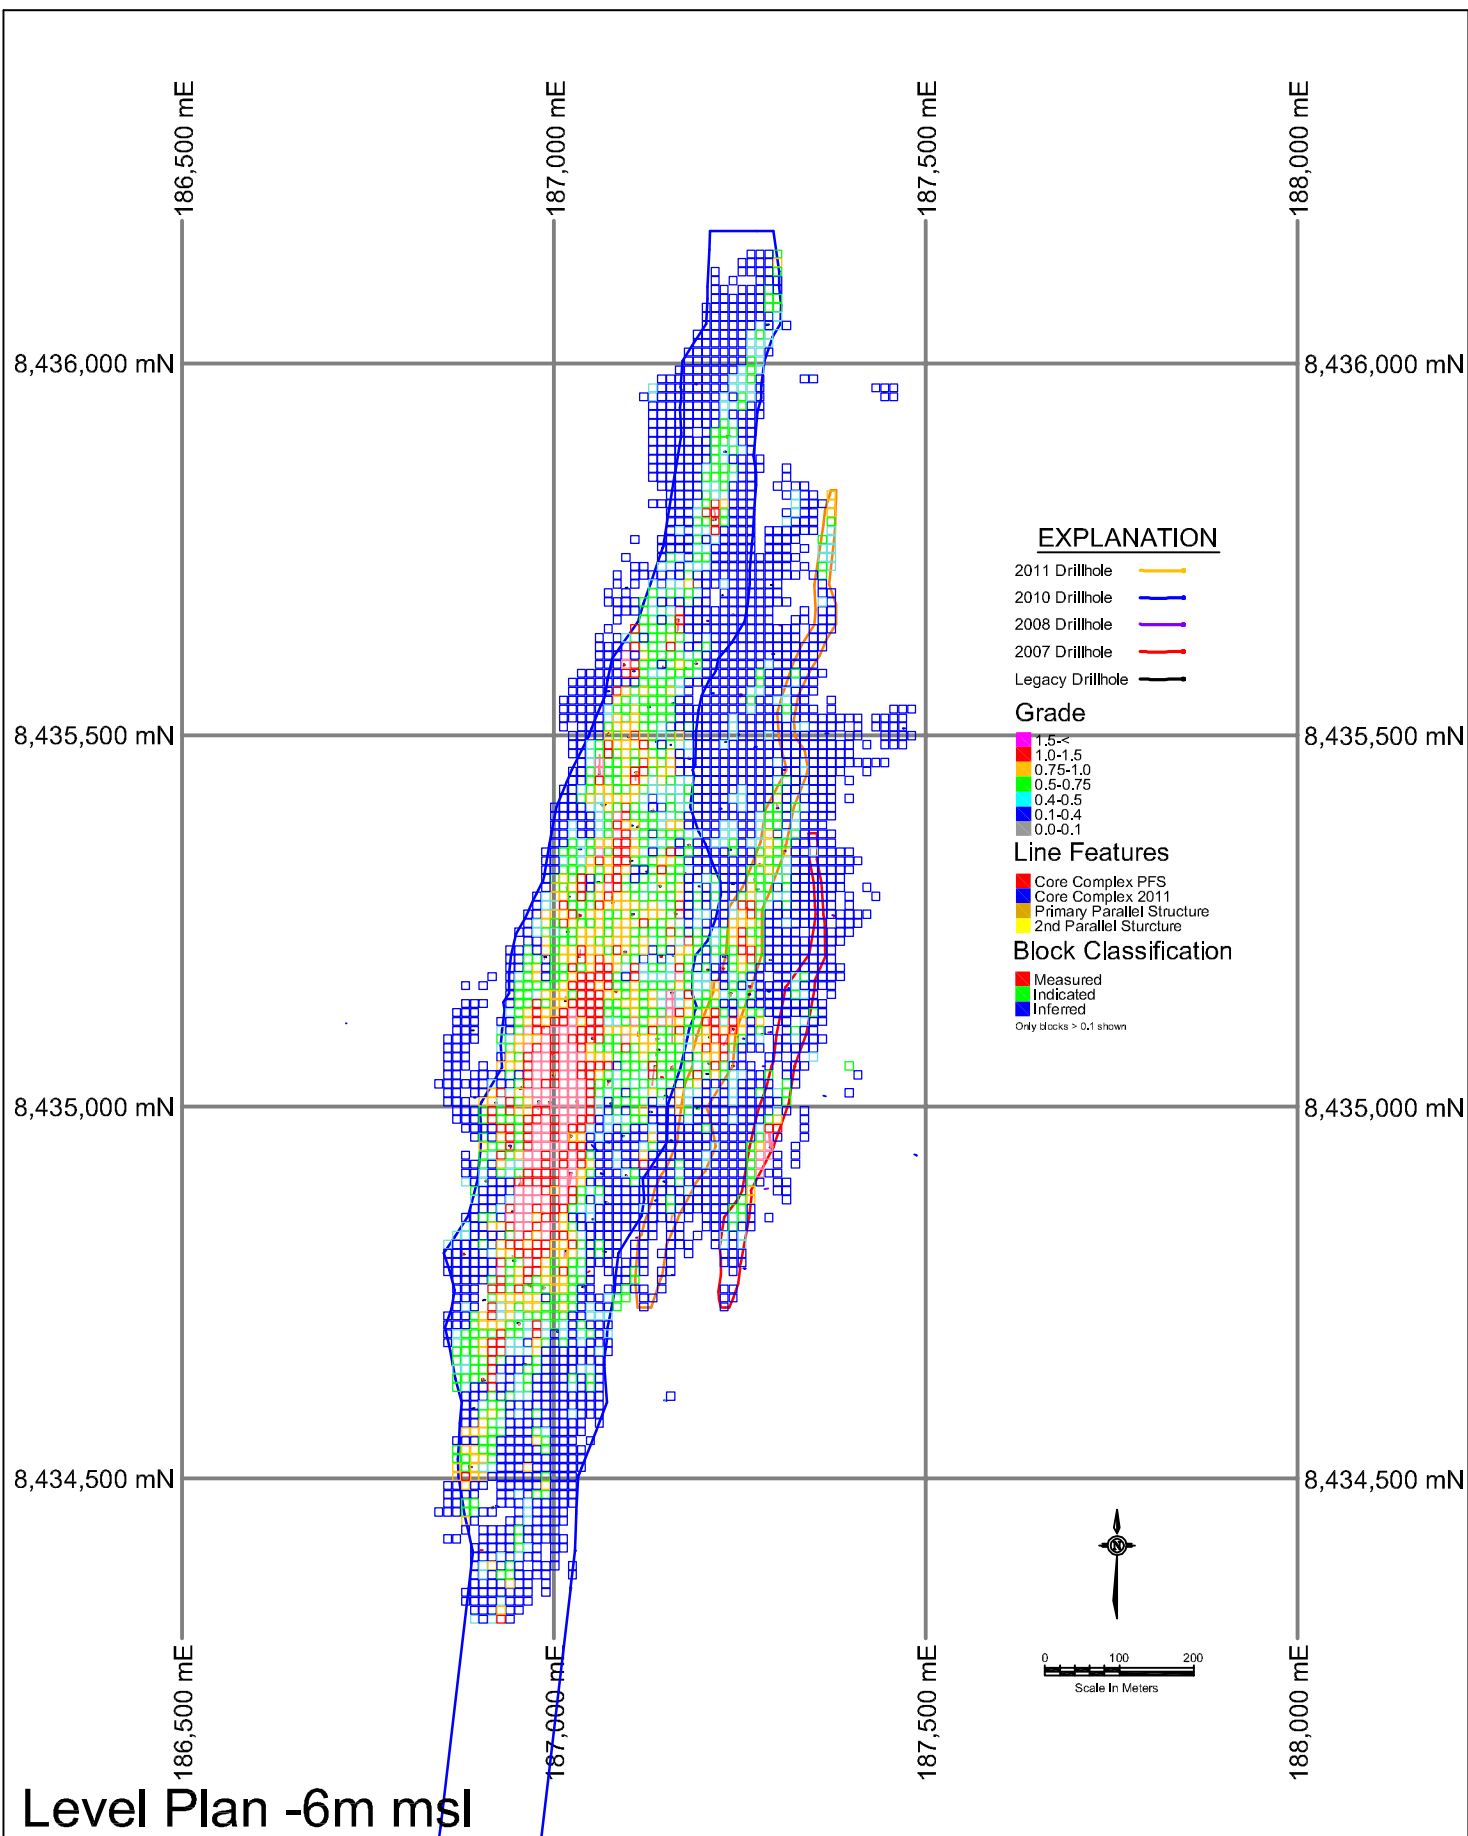 186,500 mE
187,000 mE
187,500 mE
188,000 mE
8,436,000 mN
8,436,000 mN
EXPLANATION
2011 Drillhole
2010 Drillhole
2008 Drillhole
2007 Drillhole
Legacy Drillhole
Grade
1.5-<
1.0-1.5
0.75-1.0
0.5-0.75
0.4-0.5
0.1-0.4
0.0-0.1
8,435,500 mN
8,435,500 mN
Line Features
Core Complex PFS
Core Complex 2011
Primary Parallel Structure
2nd Parallel Sturcture
Block Classification
Measured
Indicated
Inferred
Only blocks > 0.1 shown
8,435,000 mN
8,435,000 mN
8,434,500 mN
8,434,500 mN
N
0 100 200
Scale In Meters
186,500 mE
187,000 mE
187,500 mE
188,000 mE
Level Plan -6m msl